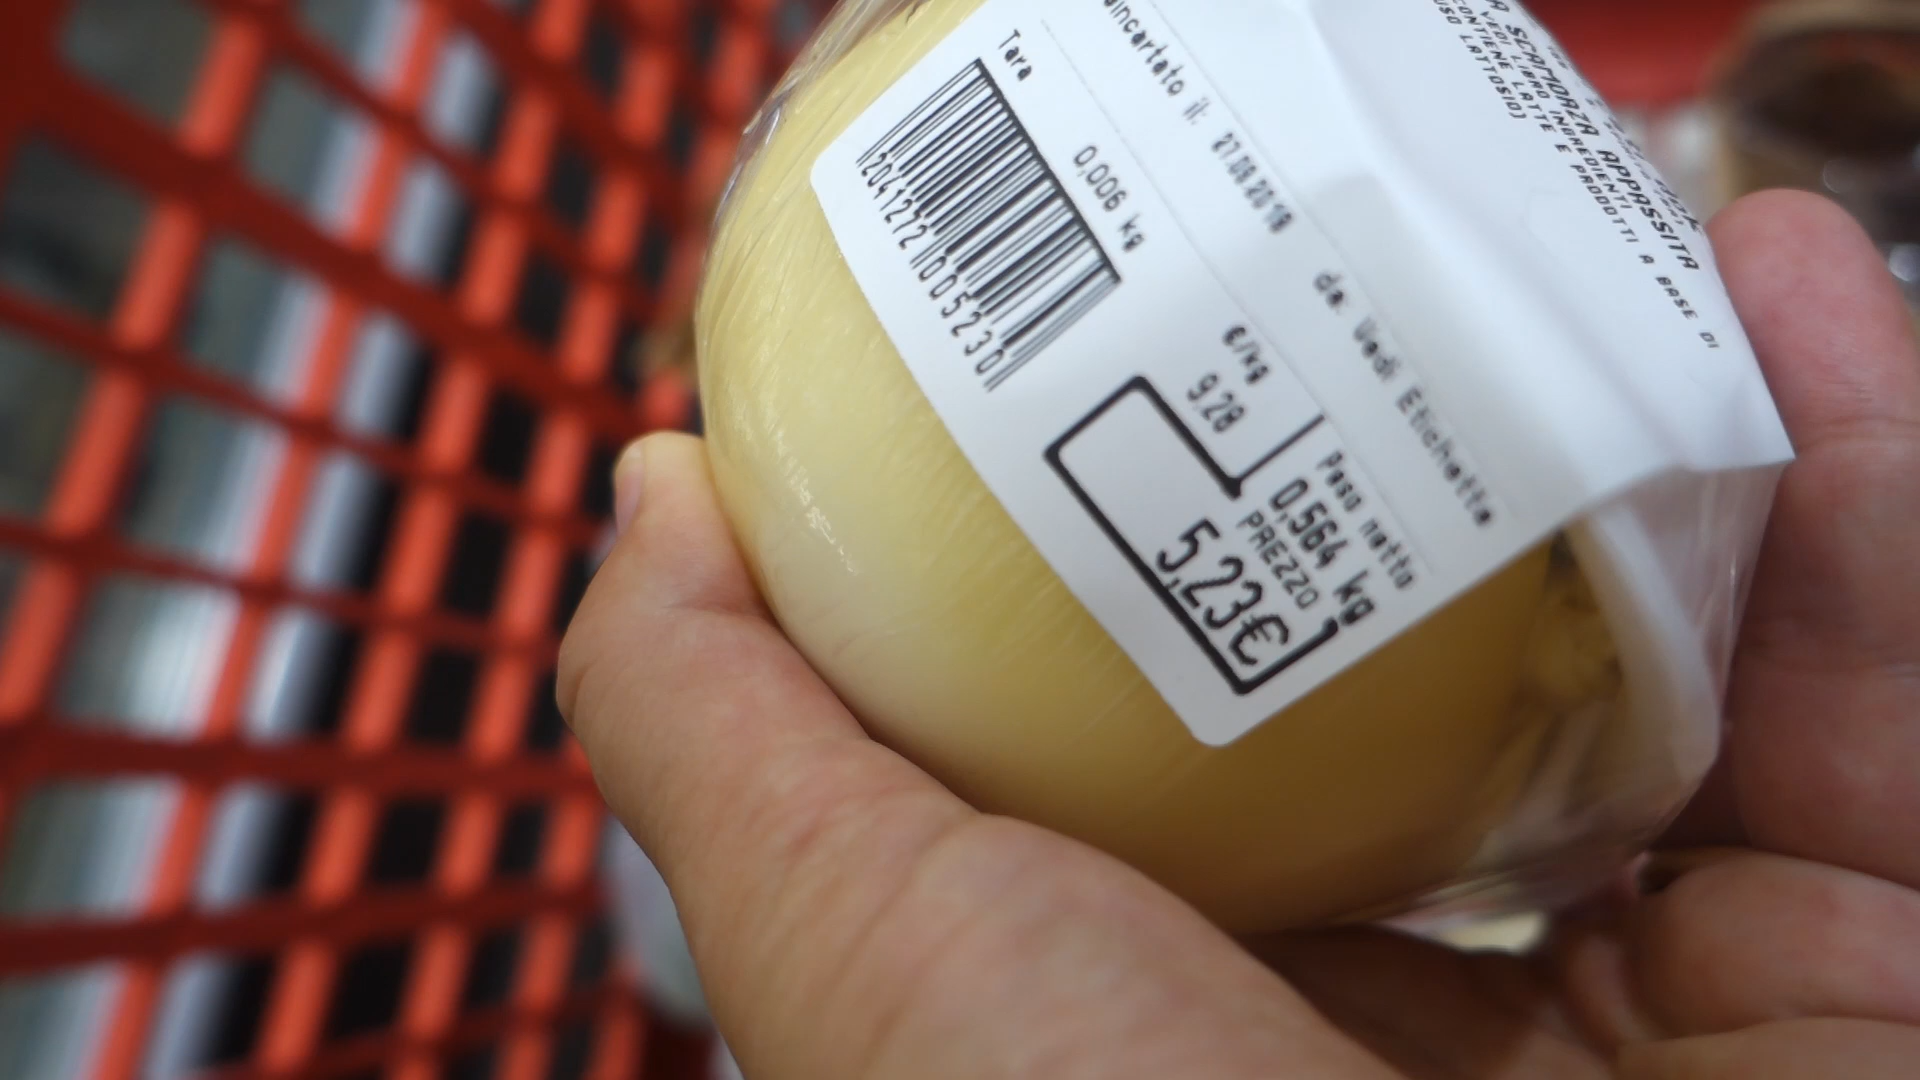 SCAMORZA APPASSITA
VEDI LIBRO INGREDIENTI
CONTIENE LATTE E PRODOTTI A BASE DI
LATTOSIO)
incartato il: 27.08.2018 da: Vedi Etichetta
Tara 0,006 kg
€/kg
9,28
Peso netto
0,564 kg
PREZZO
5,23€
2041272005230